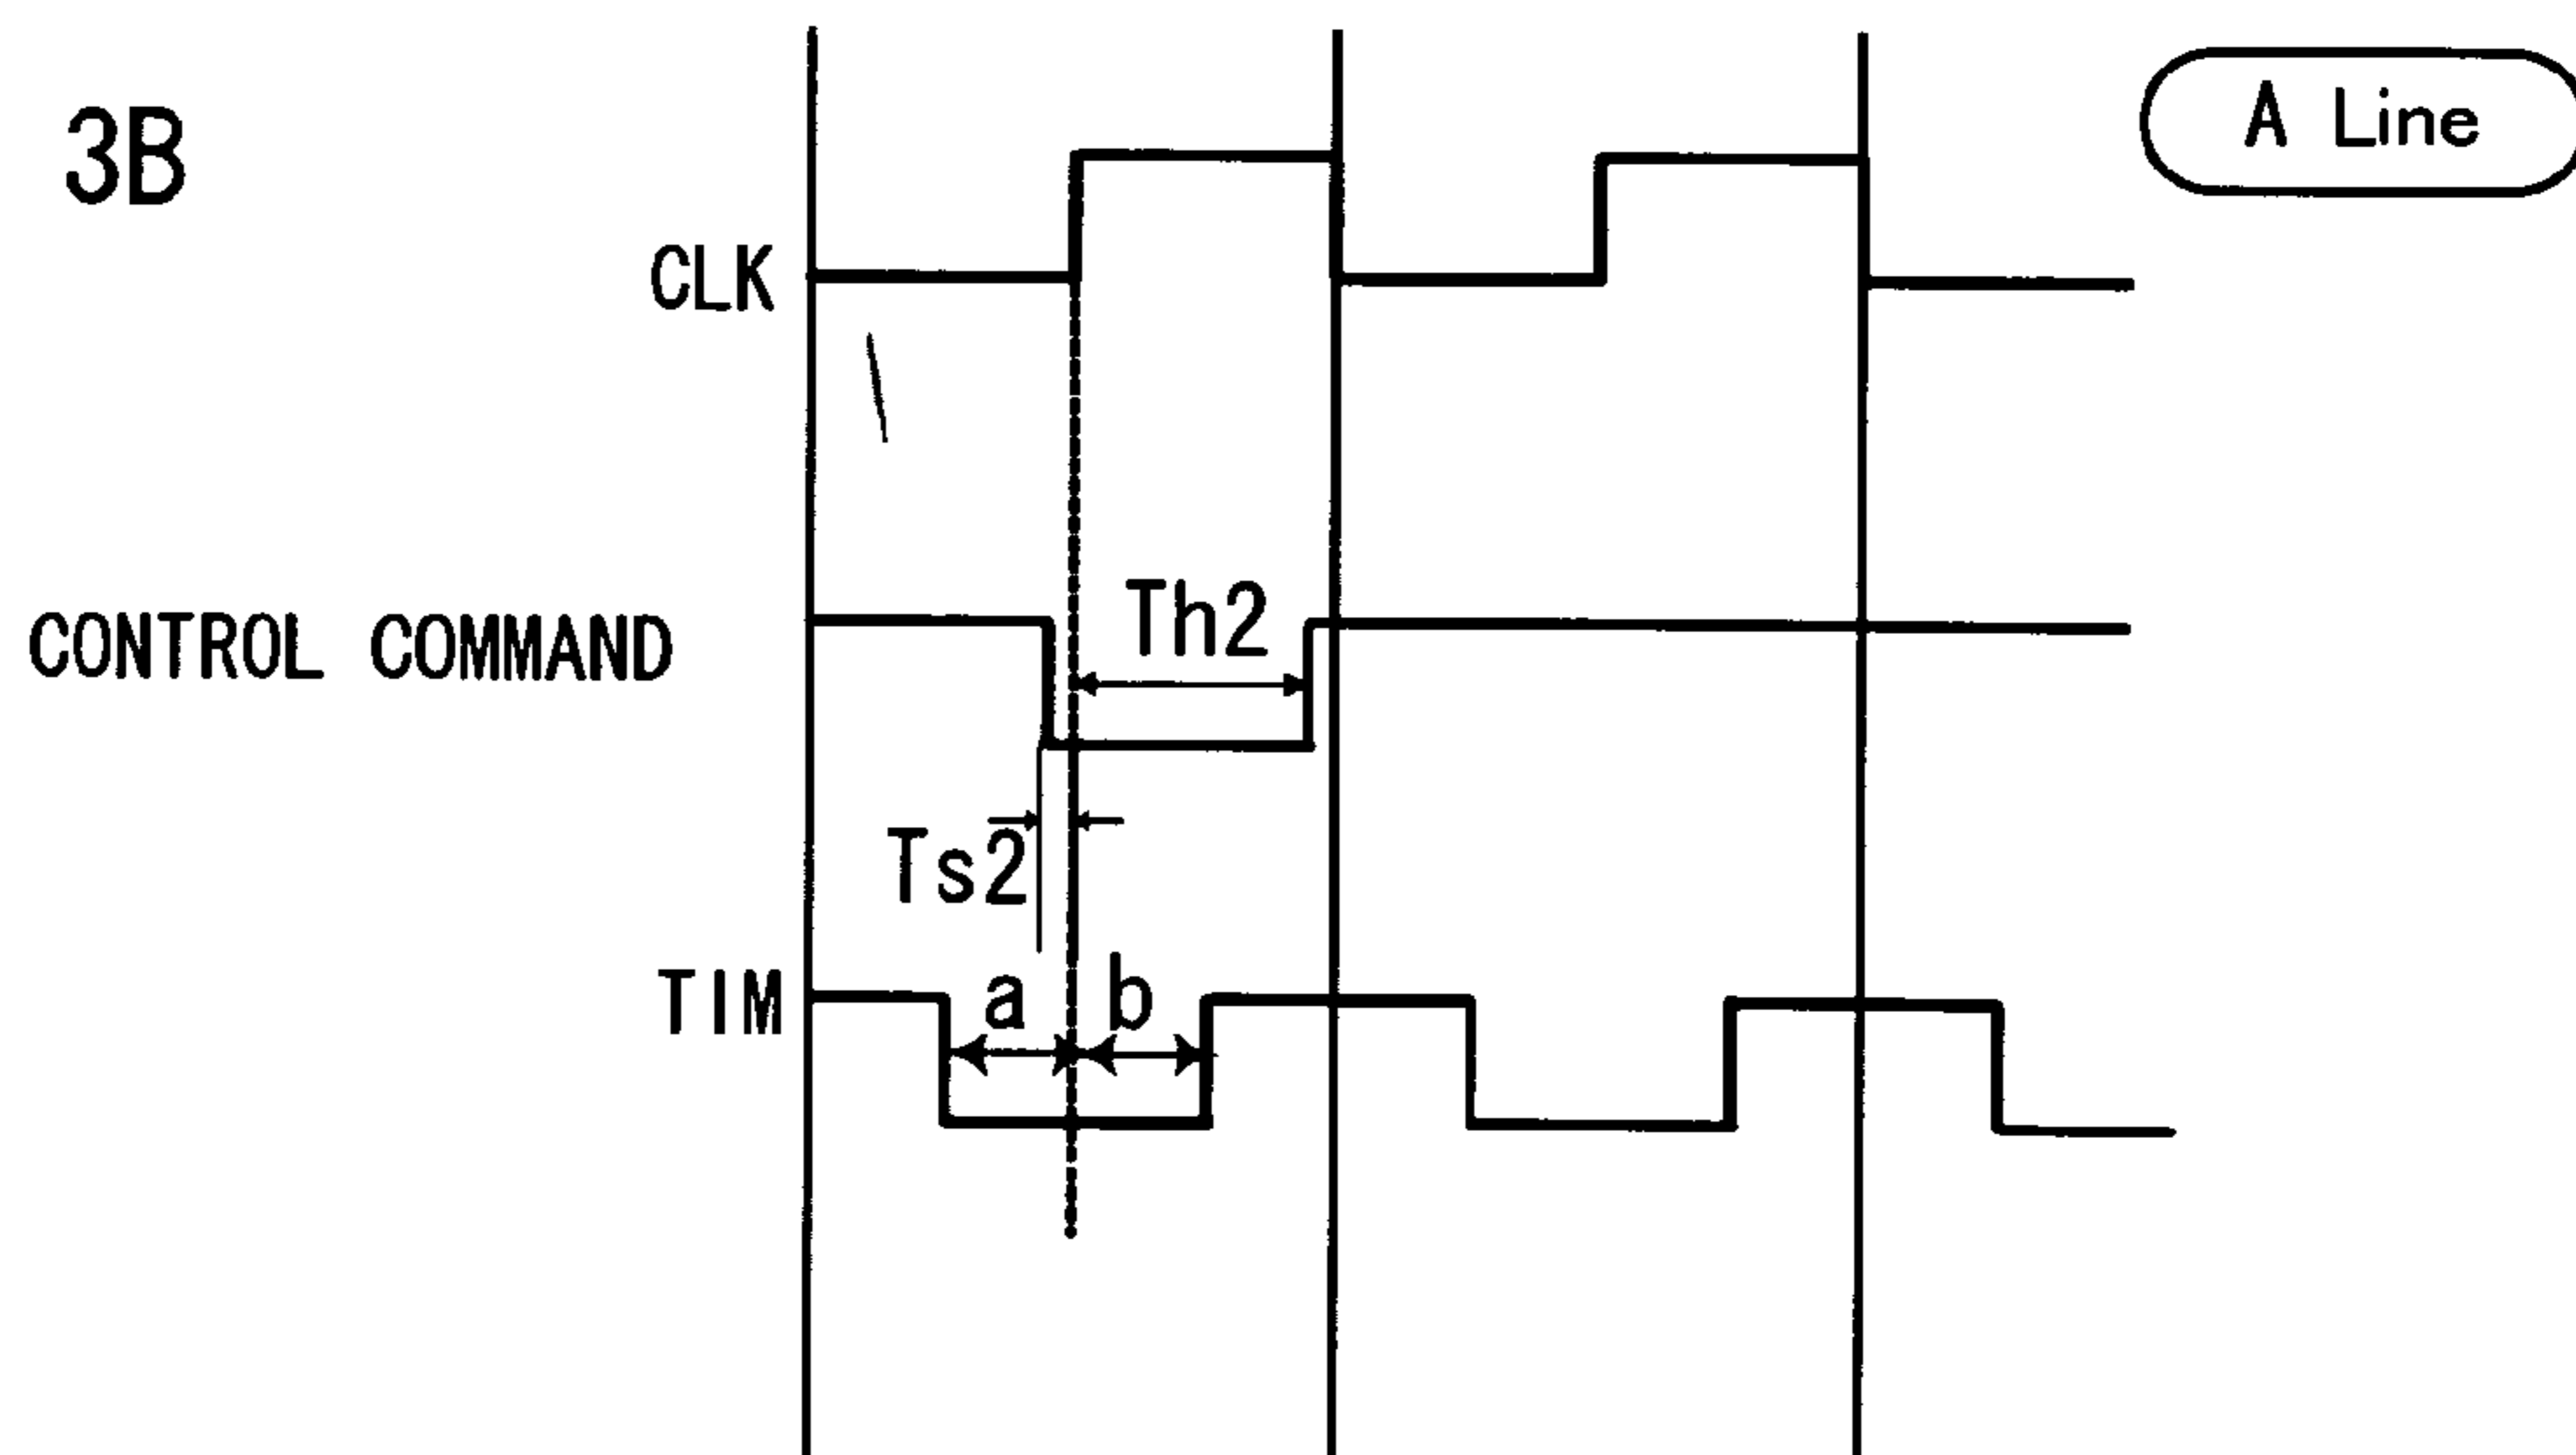 3B
A Line
CLK
CONTROL COMMAND
Th2
Ts2
TIM
a
b